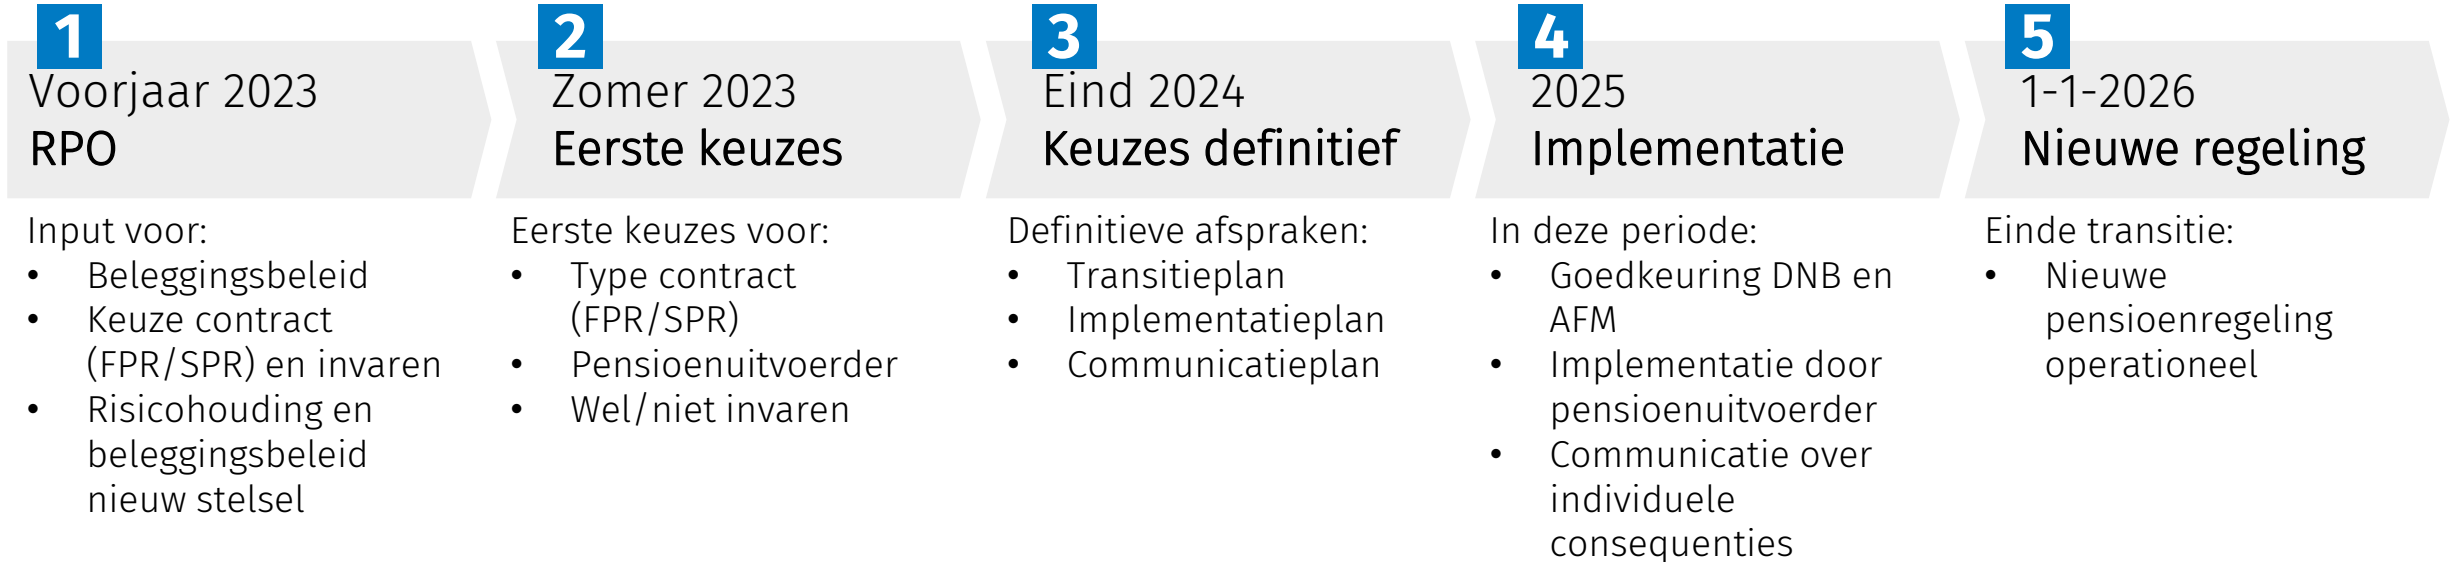 1
Voorjaar 2023
RPO
Input voor:
• Beleggingsbeleid
• Keuze contract
(FPR/SPR) en invaren
• Risicohouding en
beleggingsbeleid
nieuw stelsel
2
Zomer 2023
Eerste keuzes
Eerste keuzes voor:
• Type contract
(FPR/SPR)
• Pensioenuitvoerder
• Wel/niet invaren
3
Eind 2024
Keuzes definitief
Definitieve afspraken:
• Transitieplan
• Implementatieplan
• Communicatieplan
4
2025
Implementatie
In deze periode:
• Goedkeuring DNB en
AFM
• Implementatie door
pensioenuitvoerder
• Communicatie over
individuele
consequenties
5
1-1-2026
Nieuwe regeling
Einde transitie:
• Nieuwe
pensioenregeling
operationeel